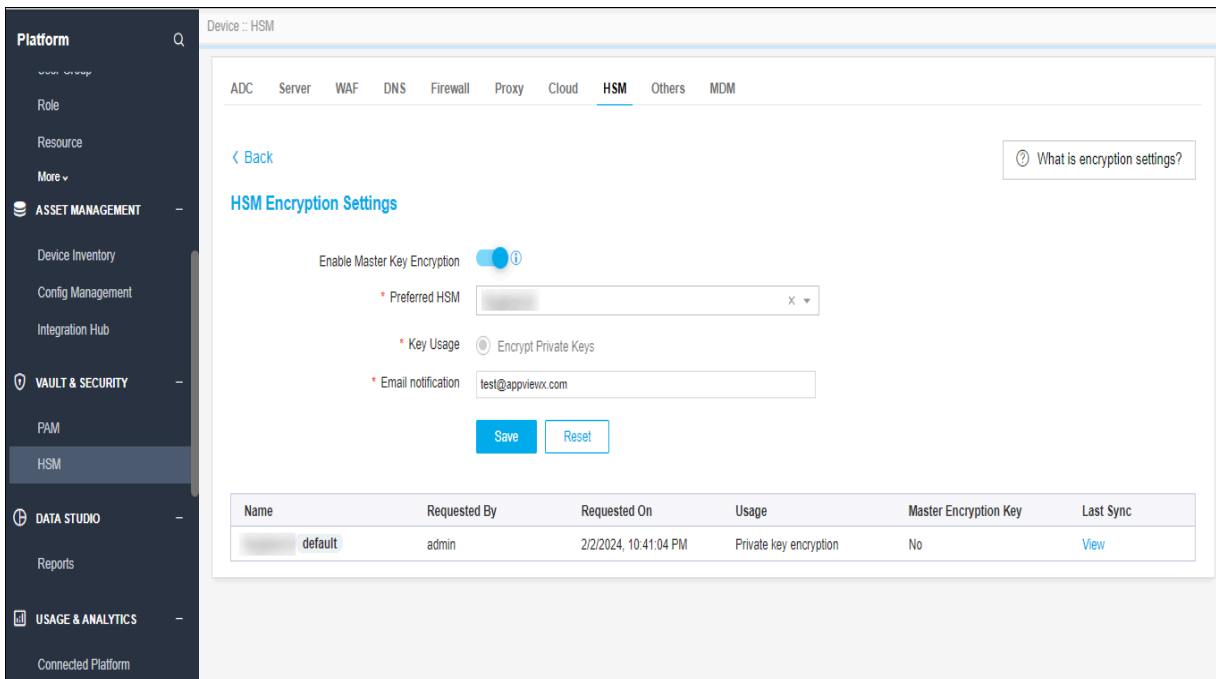 Platform
Role
Resource
More
ASSET MANAGEMENT
Device Inventory
Config Management
Integration Hub
VAULT & SECURITY
PAM
HSM
DATA STUDIO
Reports
USAGE & ANALYTICS
Connected Platform
Device :: HSM
ADC Server WAF DNS Firewall Proxy Cloud HSM Others MDM
Back
What is encryption settings?
HSM Encryption Settings
Enable Master Key Encryption
* Preferred HSM
* Key Usage Encrypt Private Keys
* Email notification test@appviewx.com
Save Reset
Name Requested By Requested On Usage Master Encryption Key Last Sync
default admin 2/2/2024, 10:41:04 PM Private key encryption No View